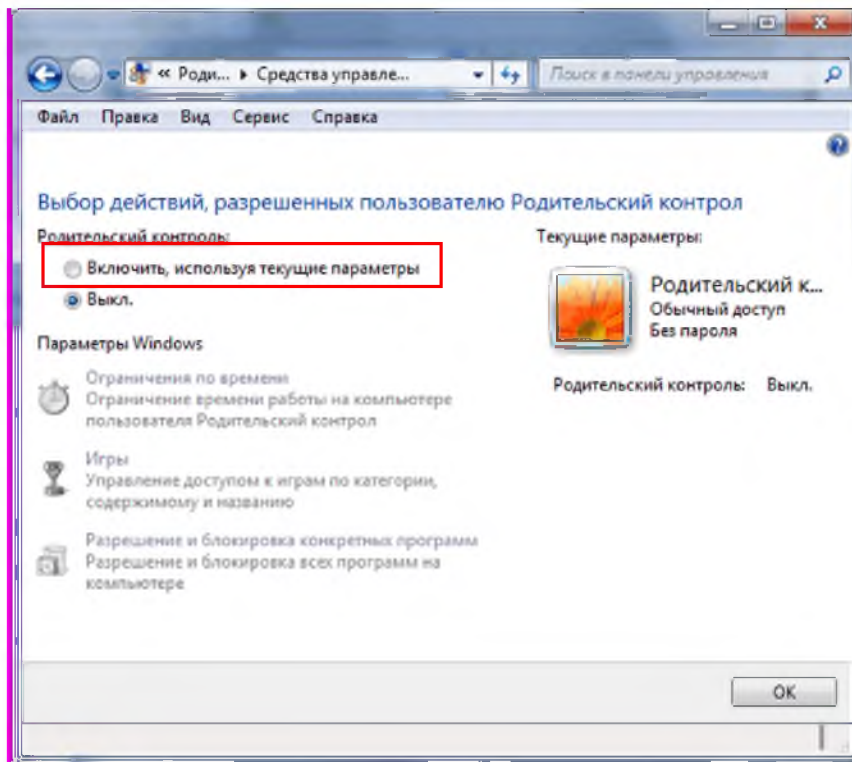 « Роди... ▸ Средства управле...
Поиск в панели управления
Файл Правка Вид Сервис Справка
Выбор действий, разрешенных пользователю Родительский контрол
Родительский контроль:
Включить, используя текущие параметры
Выкл.
Параметры Windows
Ограничения по времени
Ограничение времени работы на компьютере
пользователя Родительский контрол
Игры
Управление доступом к играм по категории,
содержимому и названию
Разрешение и блокировка конкретных программ
Разрешение и блокировка всех программ на
компьютере
Текущие параметры:
Родительский к...
Обычный доступ
Без пароля
Родительский контроль: Выкл.
ОК